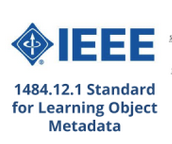 IEEE
1484.12.1 Standard
for Learning Object
Metadata